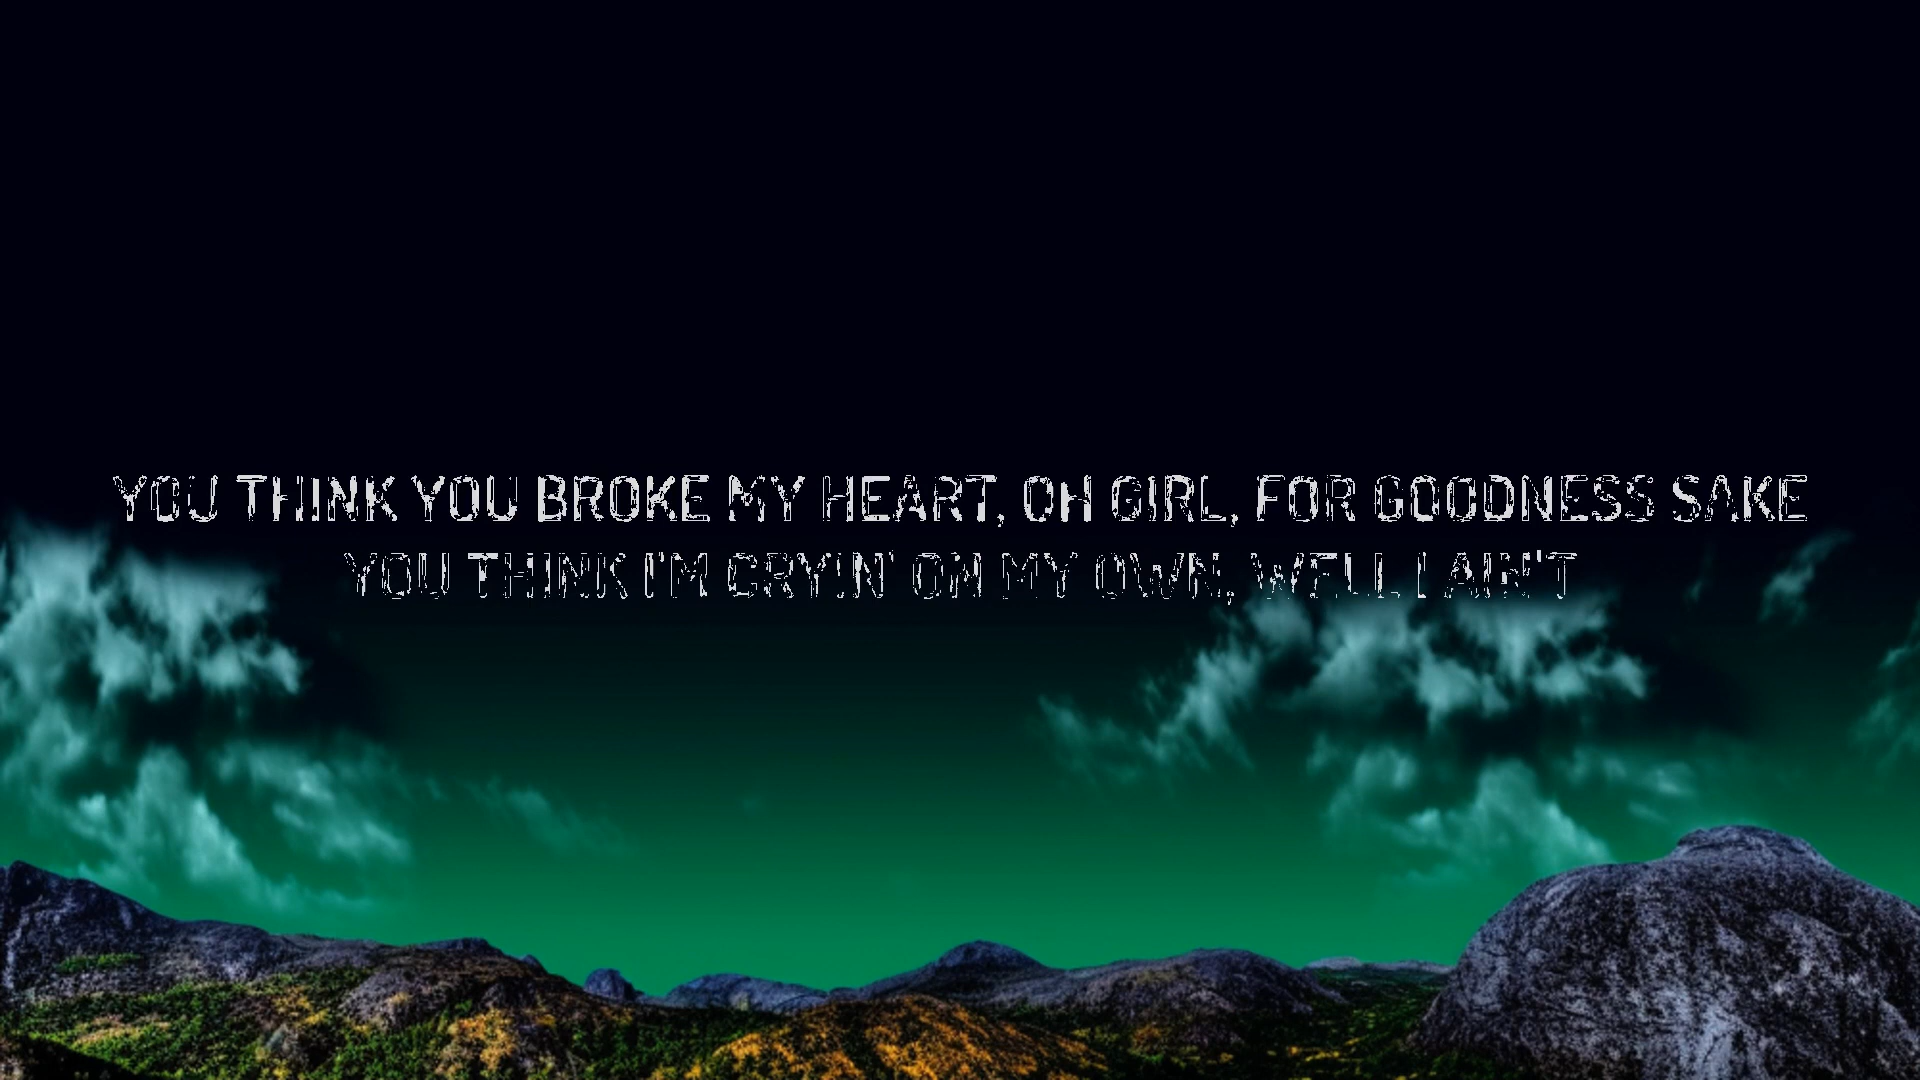 YOU THINK YOU BROKE MY HEART, OH GIRL, FOR GOODNESS SAKE
YOU THINK I'M CRYIN' ON MY OWN, WELL I AIN'T